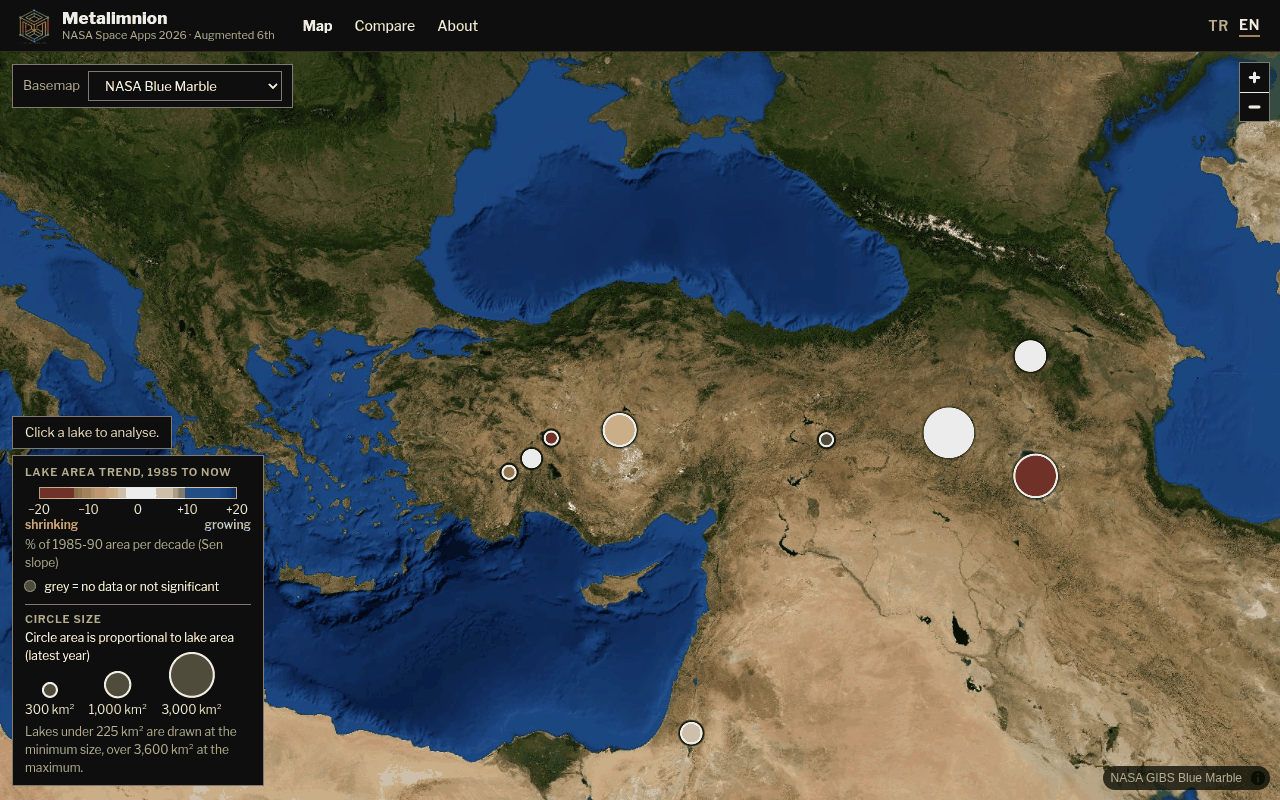 Metalimnion
NASA Space Apps 2026 · Augmented 6th
Map
Compare
About
TR
EN
Basemap
NASA Blue Marble
+
−
Click a lake to analyse.
LAKE AREA TREND, 1985 TO NOW
−20
−10
0
+10
+20
shrinking
growing
% of 1985-90 area per decade (Sen
slope)
grey = no data or not significant
CIRCLE SIZE
Circle area is proportional to lake area
(latest year)
300 km²
1,000 km²
3,000 km²
Lakes under 225 km² are drawn at the
minimum size, over 3,600 km² at the
maximum.
NASA GIBS Blue Marble